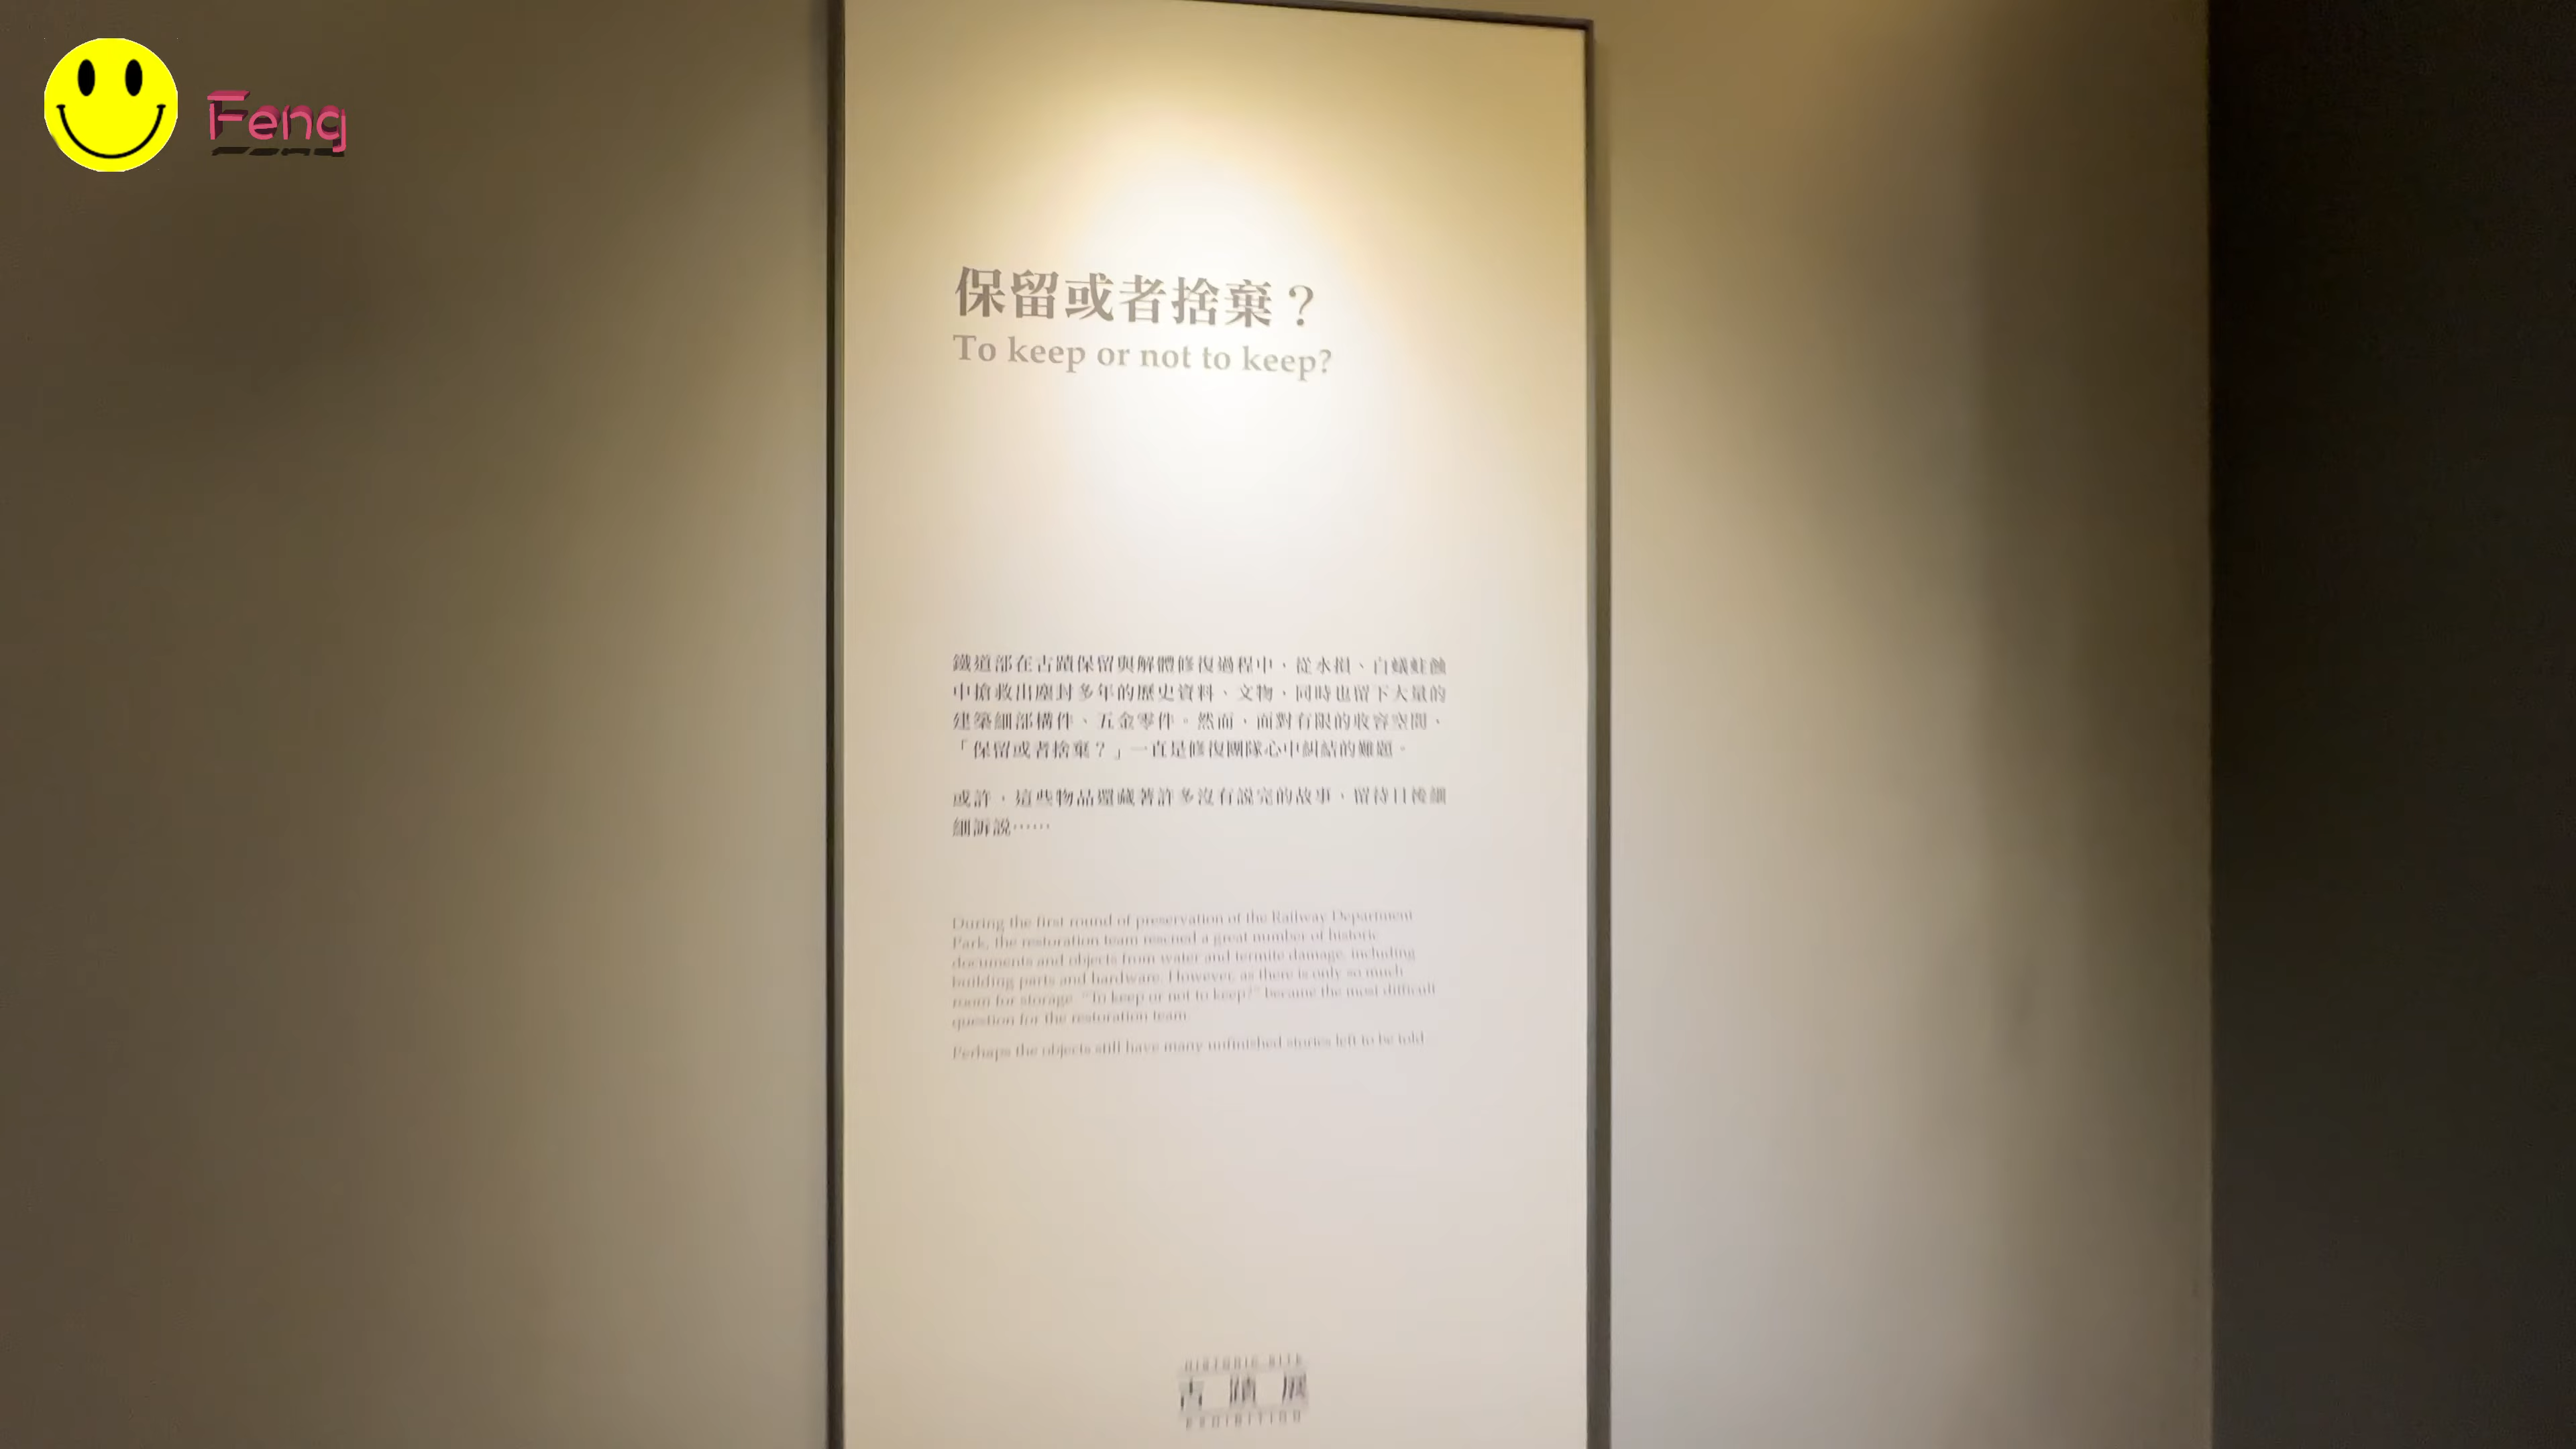 Feng
保留或者捨棄？
To keep or not to keep?
鐵道部在古蹟保留與解體修復過程中，從水損、白蟻蛀蝕
中搶救出塵封多年的歷史資料、文物，同時也留下大量的
建築細部構件、五金零件。然而，面對有限的收容空間，
「保留或者捨棄？」一直是修復團隊心中糾結的難題。
或許，這些物品還藏著許多沒有說完的故事，留待日後細
細訴說……
During the first round of preservation of the Railway Department
Park, the restoration team rescued a great number of historic
documents and objects from water and termite damage, including
building parts and hardware. However, as there is only so much
room for storage, "To keep or not to keep?" became the most difficult
question for the restoration team.
Perhaps the objects still have many unfinished stories left to be told.
HISTORIC SITE
古蹟展
EXHIBITION